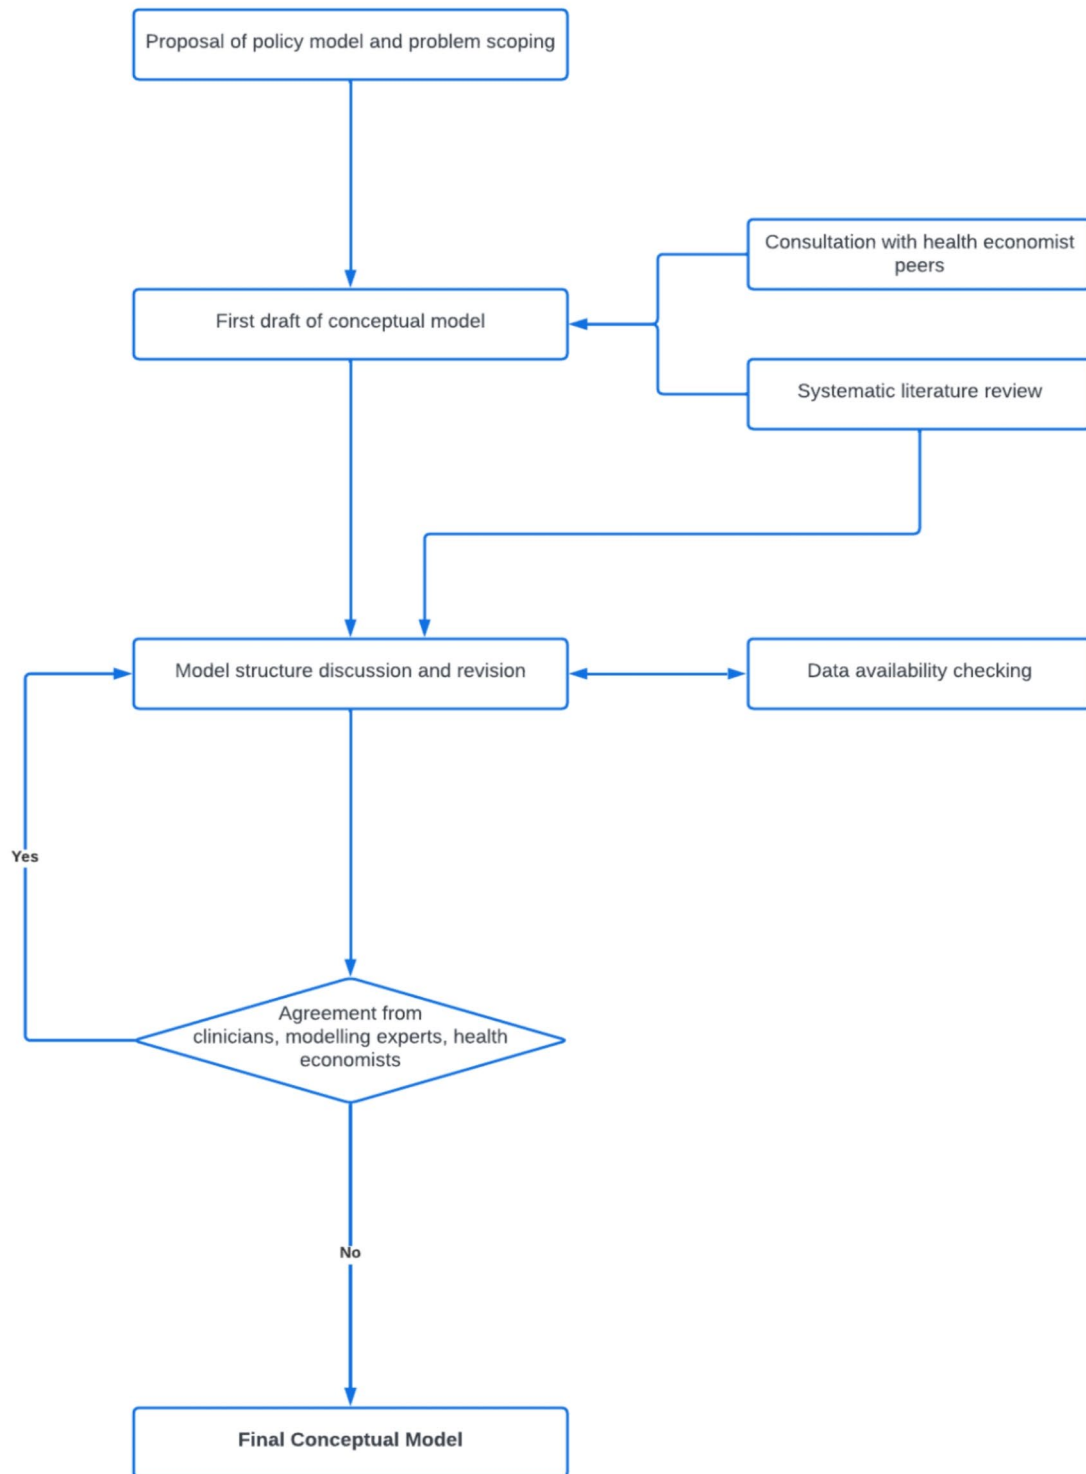 Proposal of policy model and problem scoping
Consultation with health economist
peers
First draft of conceptual model
Systematic literature review
Model structure discussion and revision
Data availability checking
Yes
Agreement from
clinicians, modelling experts, health
economists
No
Final Conceptual Model